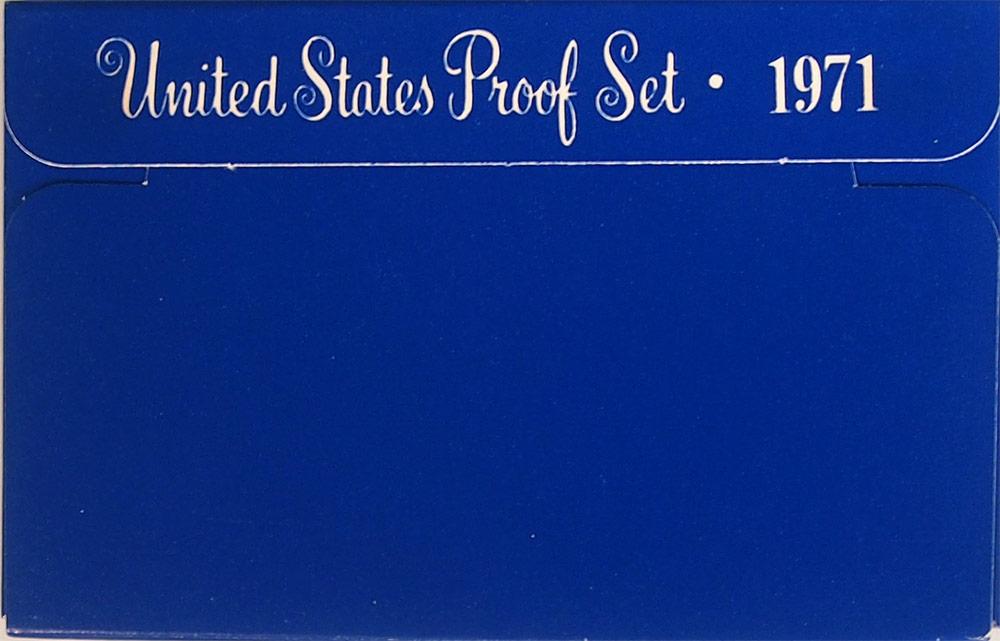 United States Proof Set • 1971